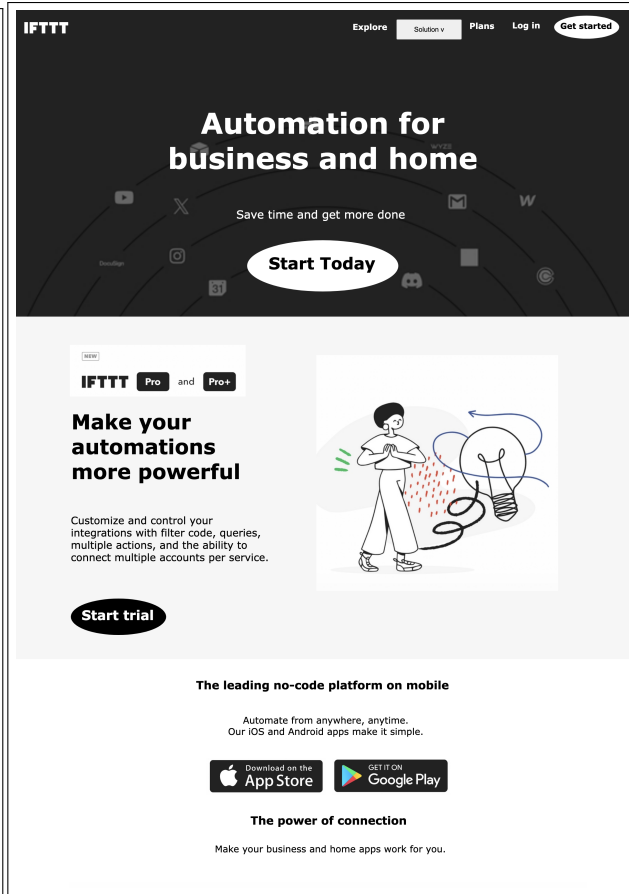 IFTTT
Explore
Solution v
Plans
Log in
Get started
Automation for
business and home
WYZE
W
Save time and get more done
DocuSign
Start Today
31
NEW
IFTTT Pro and Pro+
Make your
automations
more powerful
Customize and control your
integrations with filter code, queries,
multiple actions, and the ability to
connect multiple accounts per service.
Start trial
The leading no-code platform on mobile
Automate from anywhere, anytime.
Our iOS and Android apps make it simple.
Download on the
App Store
GET IT ON
Google Play
The power of connection
Make your business and home apps work for you.